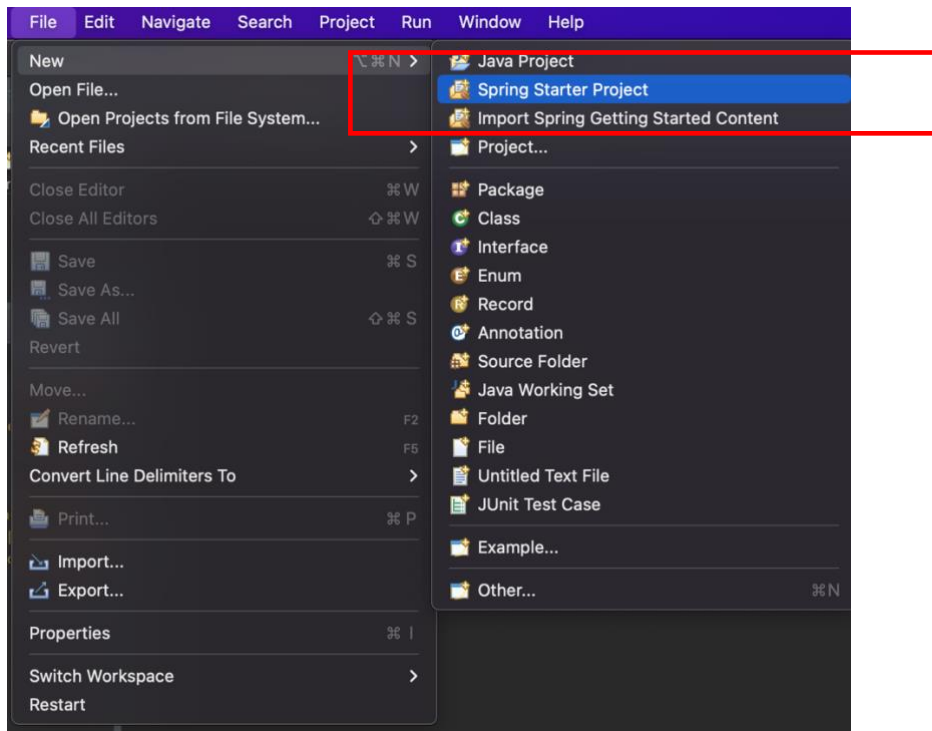 File Edit Navigate Search Project Run Window Help
New ⌥⌘N >
Open File...
Open Projects from File System...
Recent Files >
Close Editor ⌘W
Close All Editors ⇧⌘W
Save ⌘S
Save As...
Save All ⇧⌘S
Revert
Move...
Rename... F2
Refresh F5
Convert Line Delimiters To >
Print... ⌘P
Import...
Export...
Properties ⌘I
Switch Workspace >
Restart
Java Project
Spring Starter Project
Import Spring Getting Started Content
Project...
Package
Class
Interface
Enum
Record
Annotation
Source Folder
Java Working Set
Folder
File
Untitled Text File
JUnit Test Case
Example...
Other... ⌘N